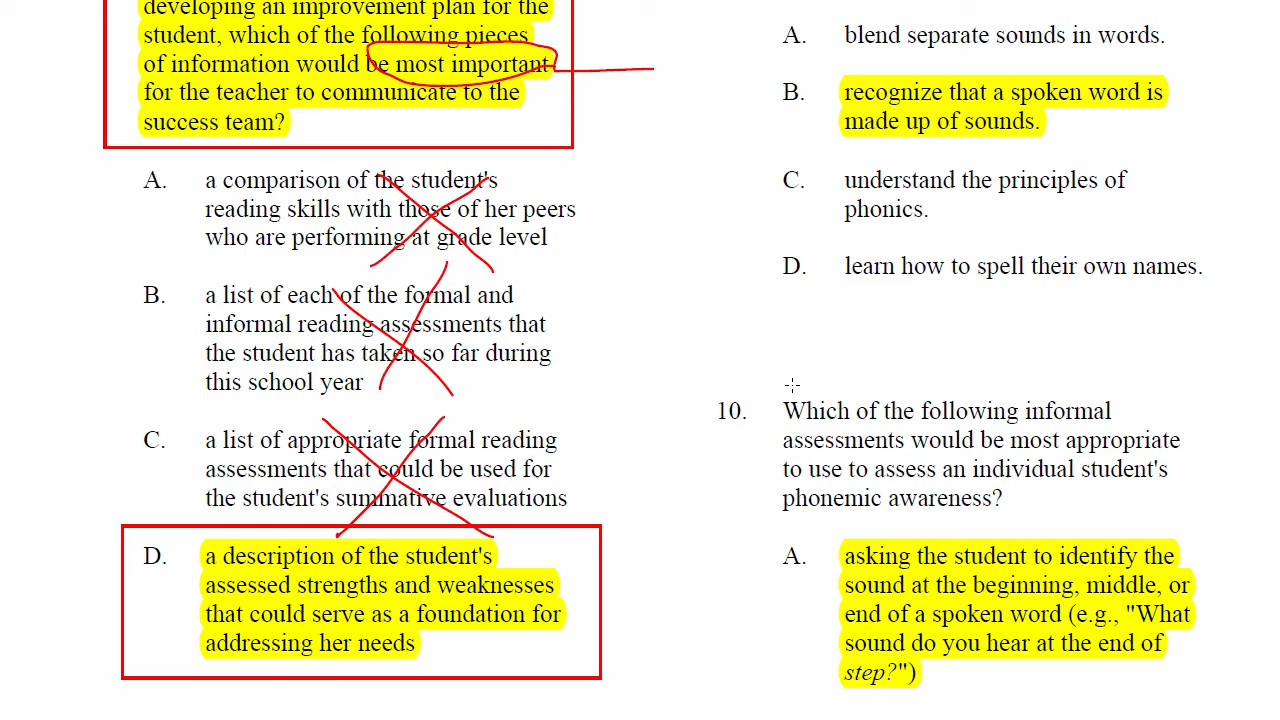 developing an improvement plan for the
student, which of the following pieces
of information would be most important
for the teacher to communicate to the
success team?
A. a comparison of the student's
reading skills with those of her peers
who are performing at grade level
B. a list of each of the formal and
informal reading assessments that
the student has taken so far during
this school year
C. a list of appropriate formal reading
assessments that could be used for
the student's summative evaluations
D. a description of the student's
assessed strengths and weaknesses
that could serve as a foundation for
addressing her needs
A. blend separate sounds in words.
B. recognize that a spoken word is
made up of sounds.
C. understand the principles of
phonics.
D. learn how to spell their own names.
10. Which of the following informal
assessments would be most appropriate
to use to assess an individual student's
phonemic awareness?
A. asking the student to identify the
sound at the beginning, middle, or
end of a spoken word (e.g., "What
sound do you hear at the end of
step?")